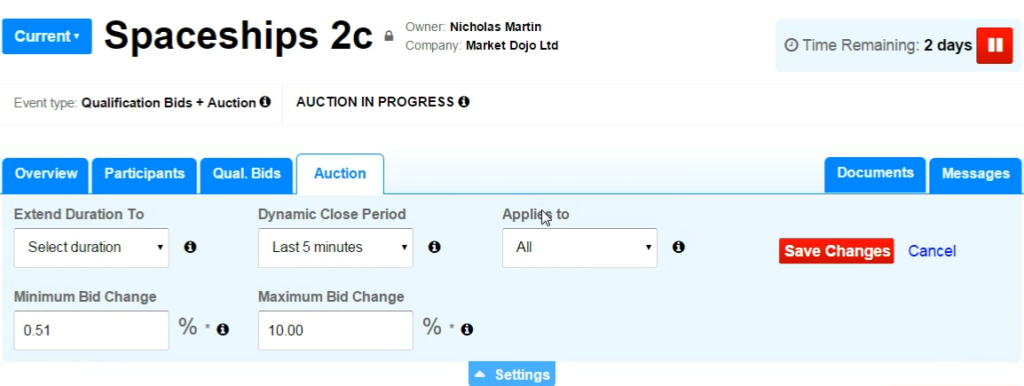 Current
Spaceships 2c
Owner: Nicholas Martin
Company: Market Dojo Ltd
Time Remaining: 2 days
Event type: Qualification Bids + Auction
AUCTION IN PROGRESS
Overview
Participants
Qual. Bids
Auction
Documents
Messages
Extend Duration To
Dynamic Close Period
Applies to
Select duration
Last 5 minutes
All
Save Changes
Cancel
Minimum Bid Change
Maximum Bid Change
0.51 % *
10.00 % *
Settings